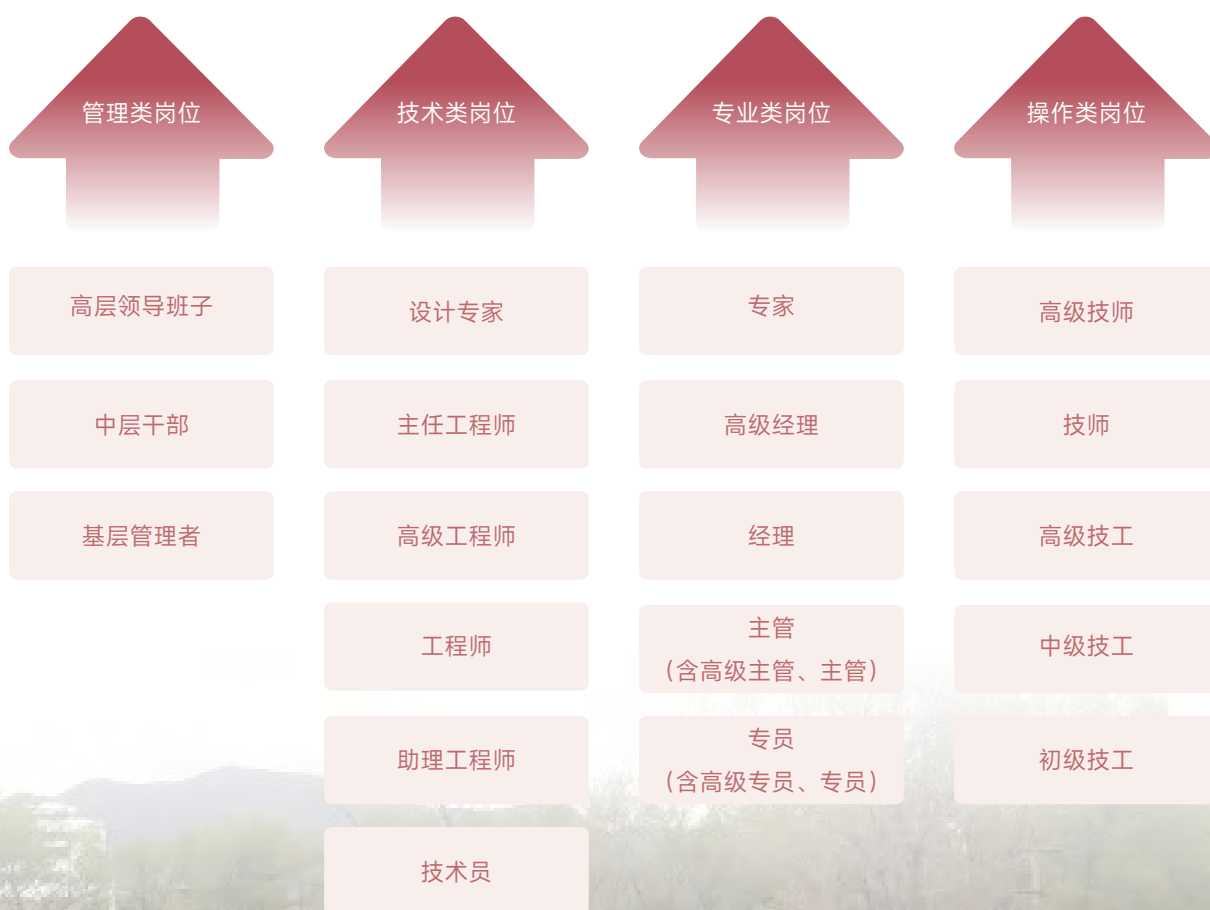 管理类岗位
技术类岗位
专业类岗位
操作类岗位
高层领导班子
设计专家
专家
高级技师
中层干部
主任工程师
高级经理
技师
基层管理者
高级工程师
经理
高级技工
工程师
主管
（含高级主管、主管）
中级技工
助理工程师
专员
（含高级专员、专员）
初级技工
技术员